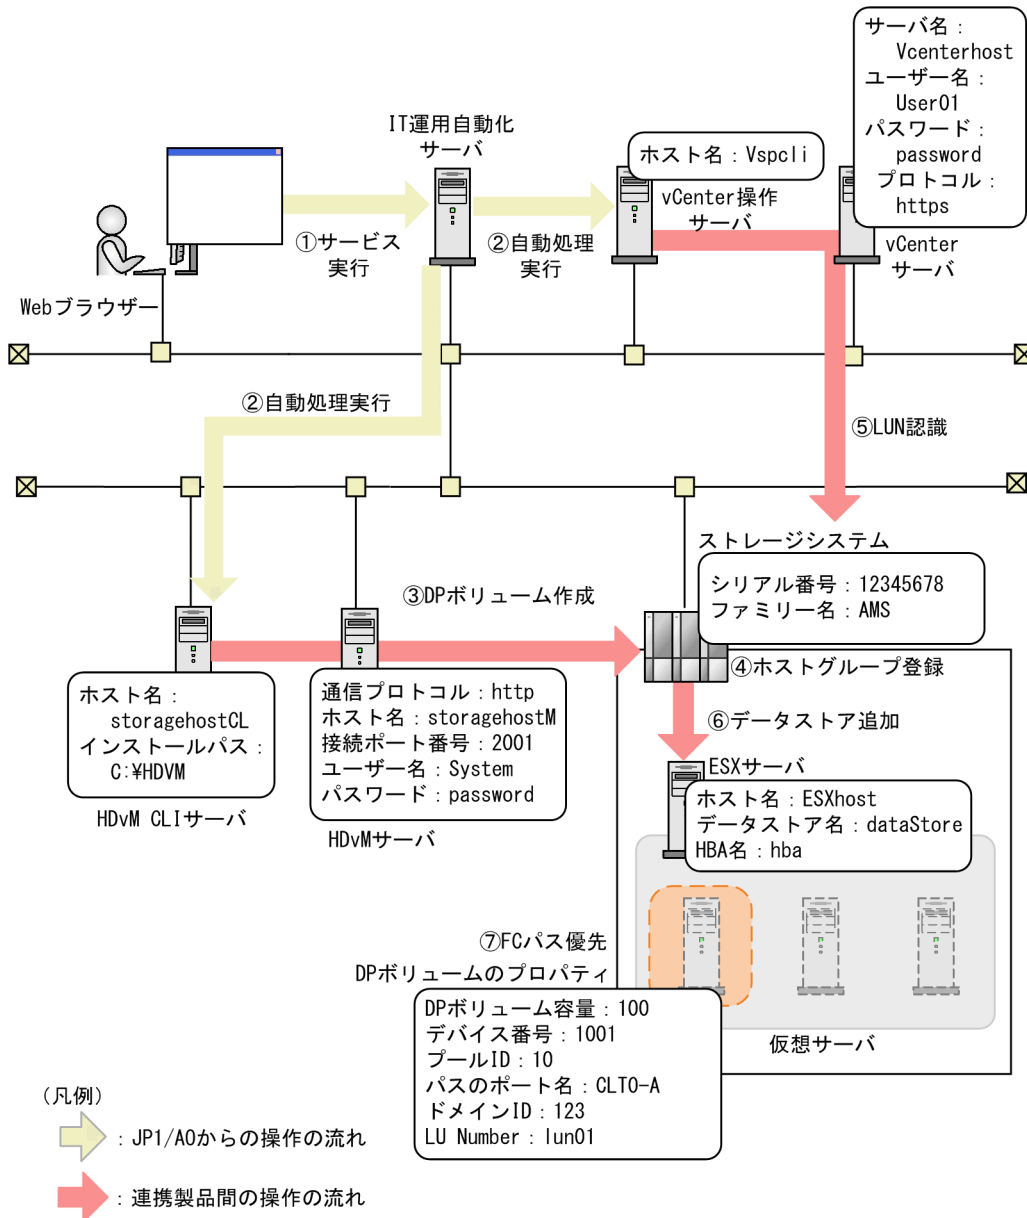 サーバ名：
Vcenterhost
ユーザー名：
User01
パスワード：
password
プロトコル：
https
IT運用自動化
サーバ
ホスト名：Vspcli
vCenter操作
サーバ
vCenter
サーバ
①サービス
実行
②自動処理
実行
Webブラウザー
②自動処理実行
⑤LUN認識
ストレージシステム
シリアル番号：12345678
ファミリー名：AMS
③DPボリューム作成
④ホストグループ登録
ホスト名：
storagehostCL
インストールパス：
C:¥HDVM
HDvM CLIサーバ
通信プロトコル：http
ホスト名：storagehostM
接続ポート番号：2001
ユーザー名：System
パスワード：password
HDvMサーバ
⑥データストア追加
ESXサーバ
ホスト名：ESXhost
データストア名：dataStore
HBA名：hba
⑦FCパス優先
DPボリュームのプロパティ
DPボリューム容量：100
デバイス番号：1001
プールID：10
パスのポート名：CLT0-A
ドメインID：123
LU Number：lun01
仮想サーバ
(凡例)
：JP1/AOからの操作の流れ
：連携製品間の操作の流れ